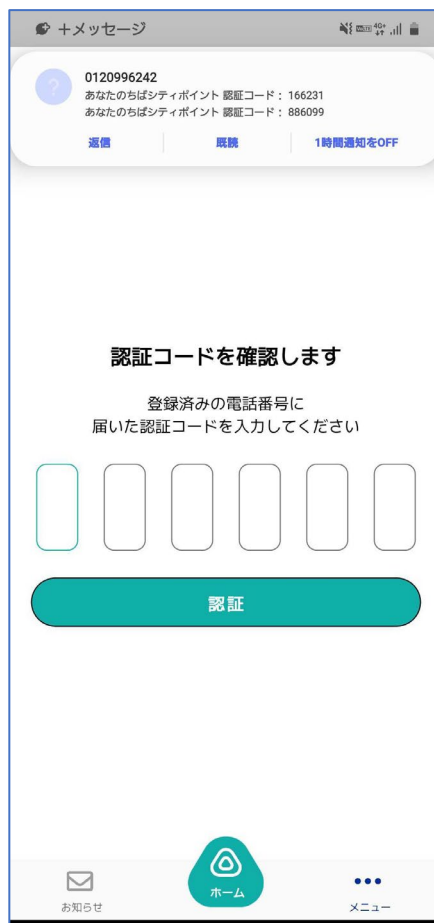 +メッセージ
4G+
0120996242
あなたのちばシティポイント 認証コード： 166231
あなたのちばシティポイント 認証コード： 886099
返信
既読
1時間通知をOFF
認証コードを確認します
登録済みの電話番号に
届いた認証コードを入力してください
認証
お知らせ
ホーム
メニュー